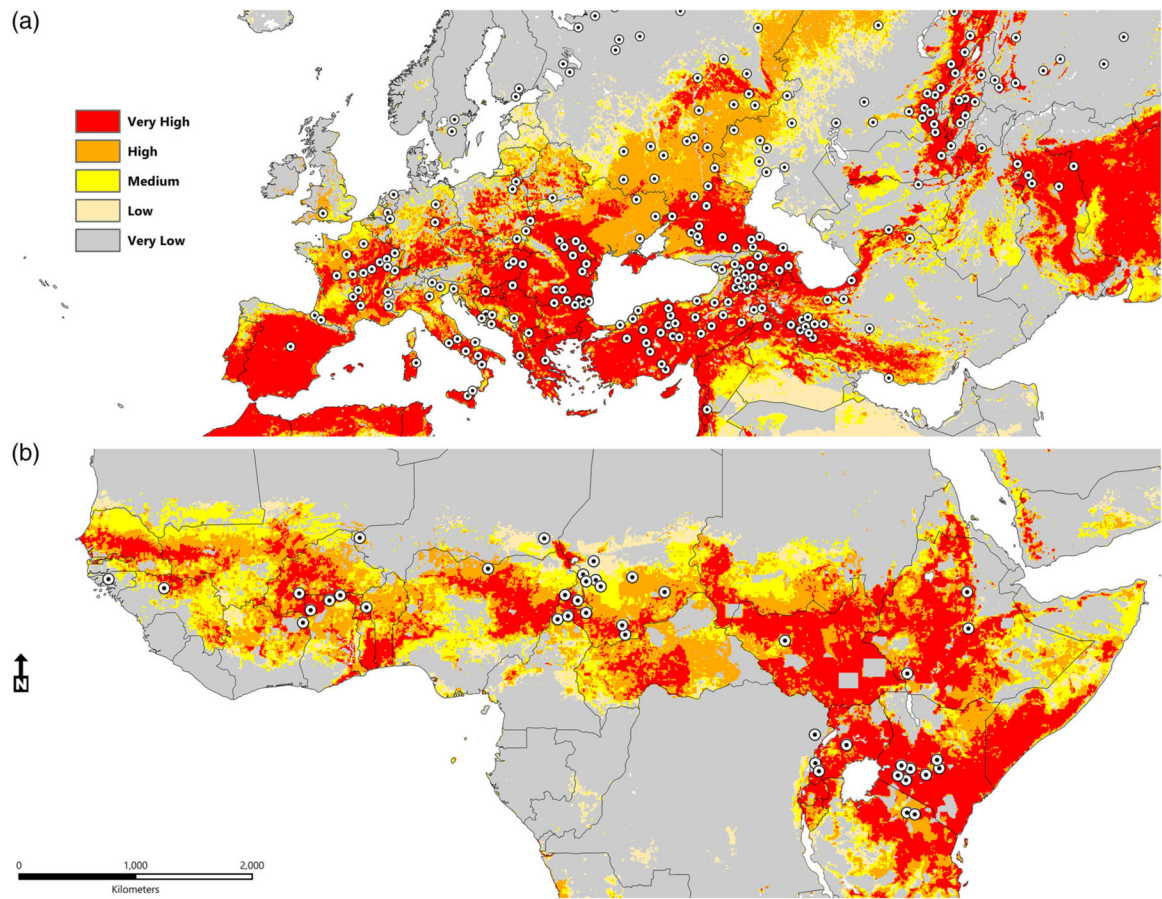 (a)
Very High
High
Medium
Low
Very Low
(b)
N
0 1,000 2,000
Kilometers